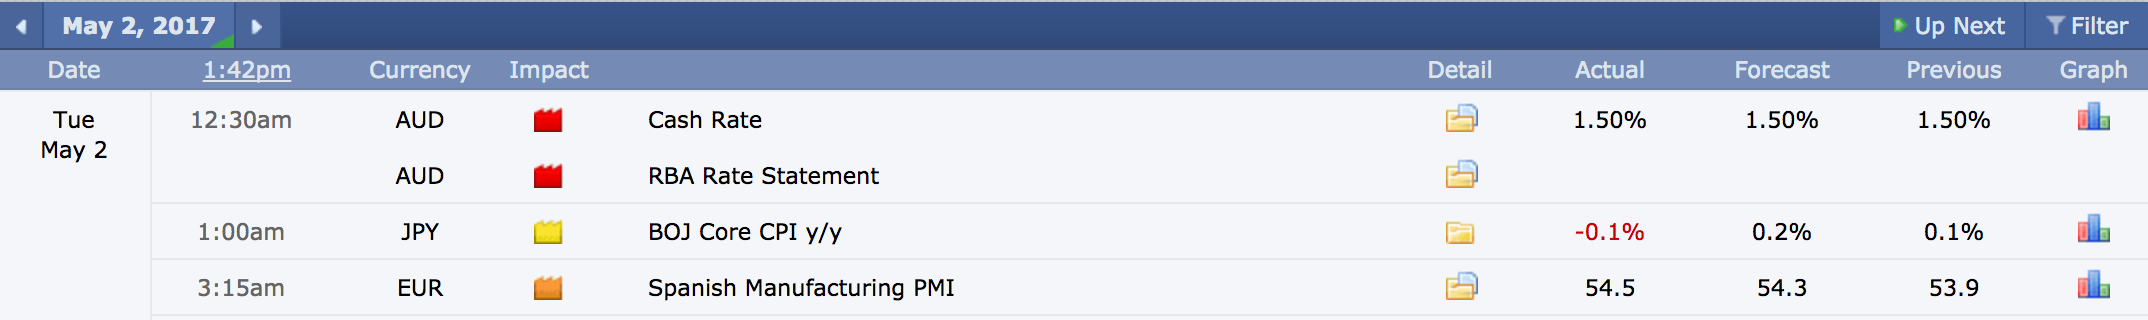 May 2, 2017 Up Next Filter
Date 1:42pm Currency Impact Detail Actual Forecast Previous Graph
Tue 12:30am AUD Cash Rate 1.50% 1.50% 1.50%
May 2
AUD RBA Rate Statement
1:00am JPY BOJ Core CPI y/y -0.1% 0.2% 0.1%
3:15am EUR Spanish Manufacturing PMI 54.5 54.3 53.9